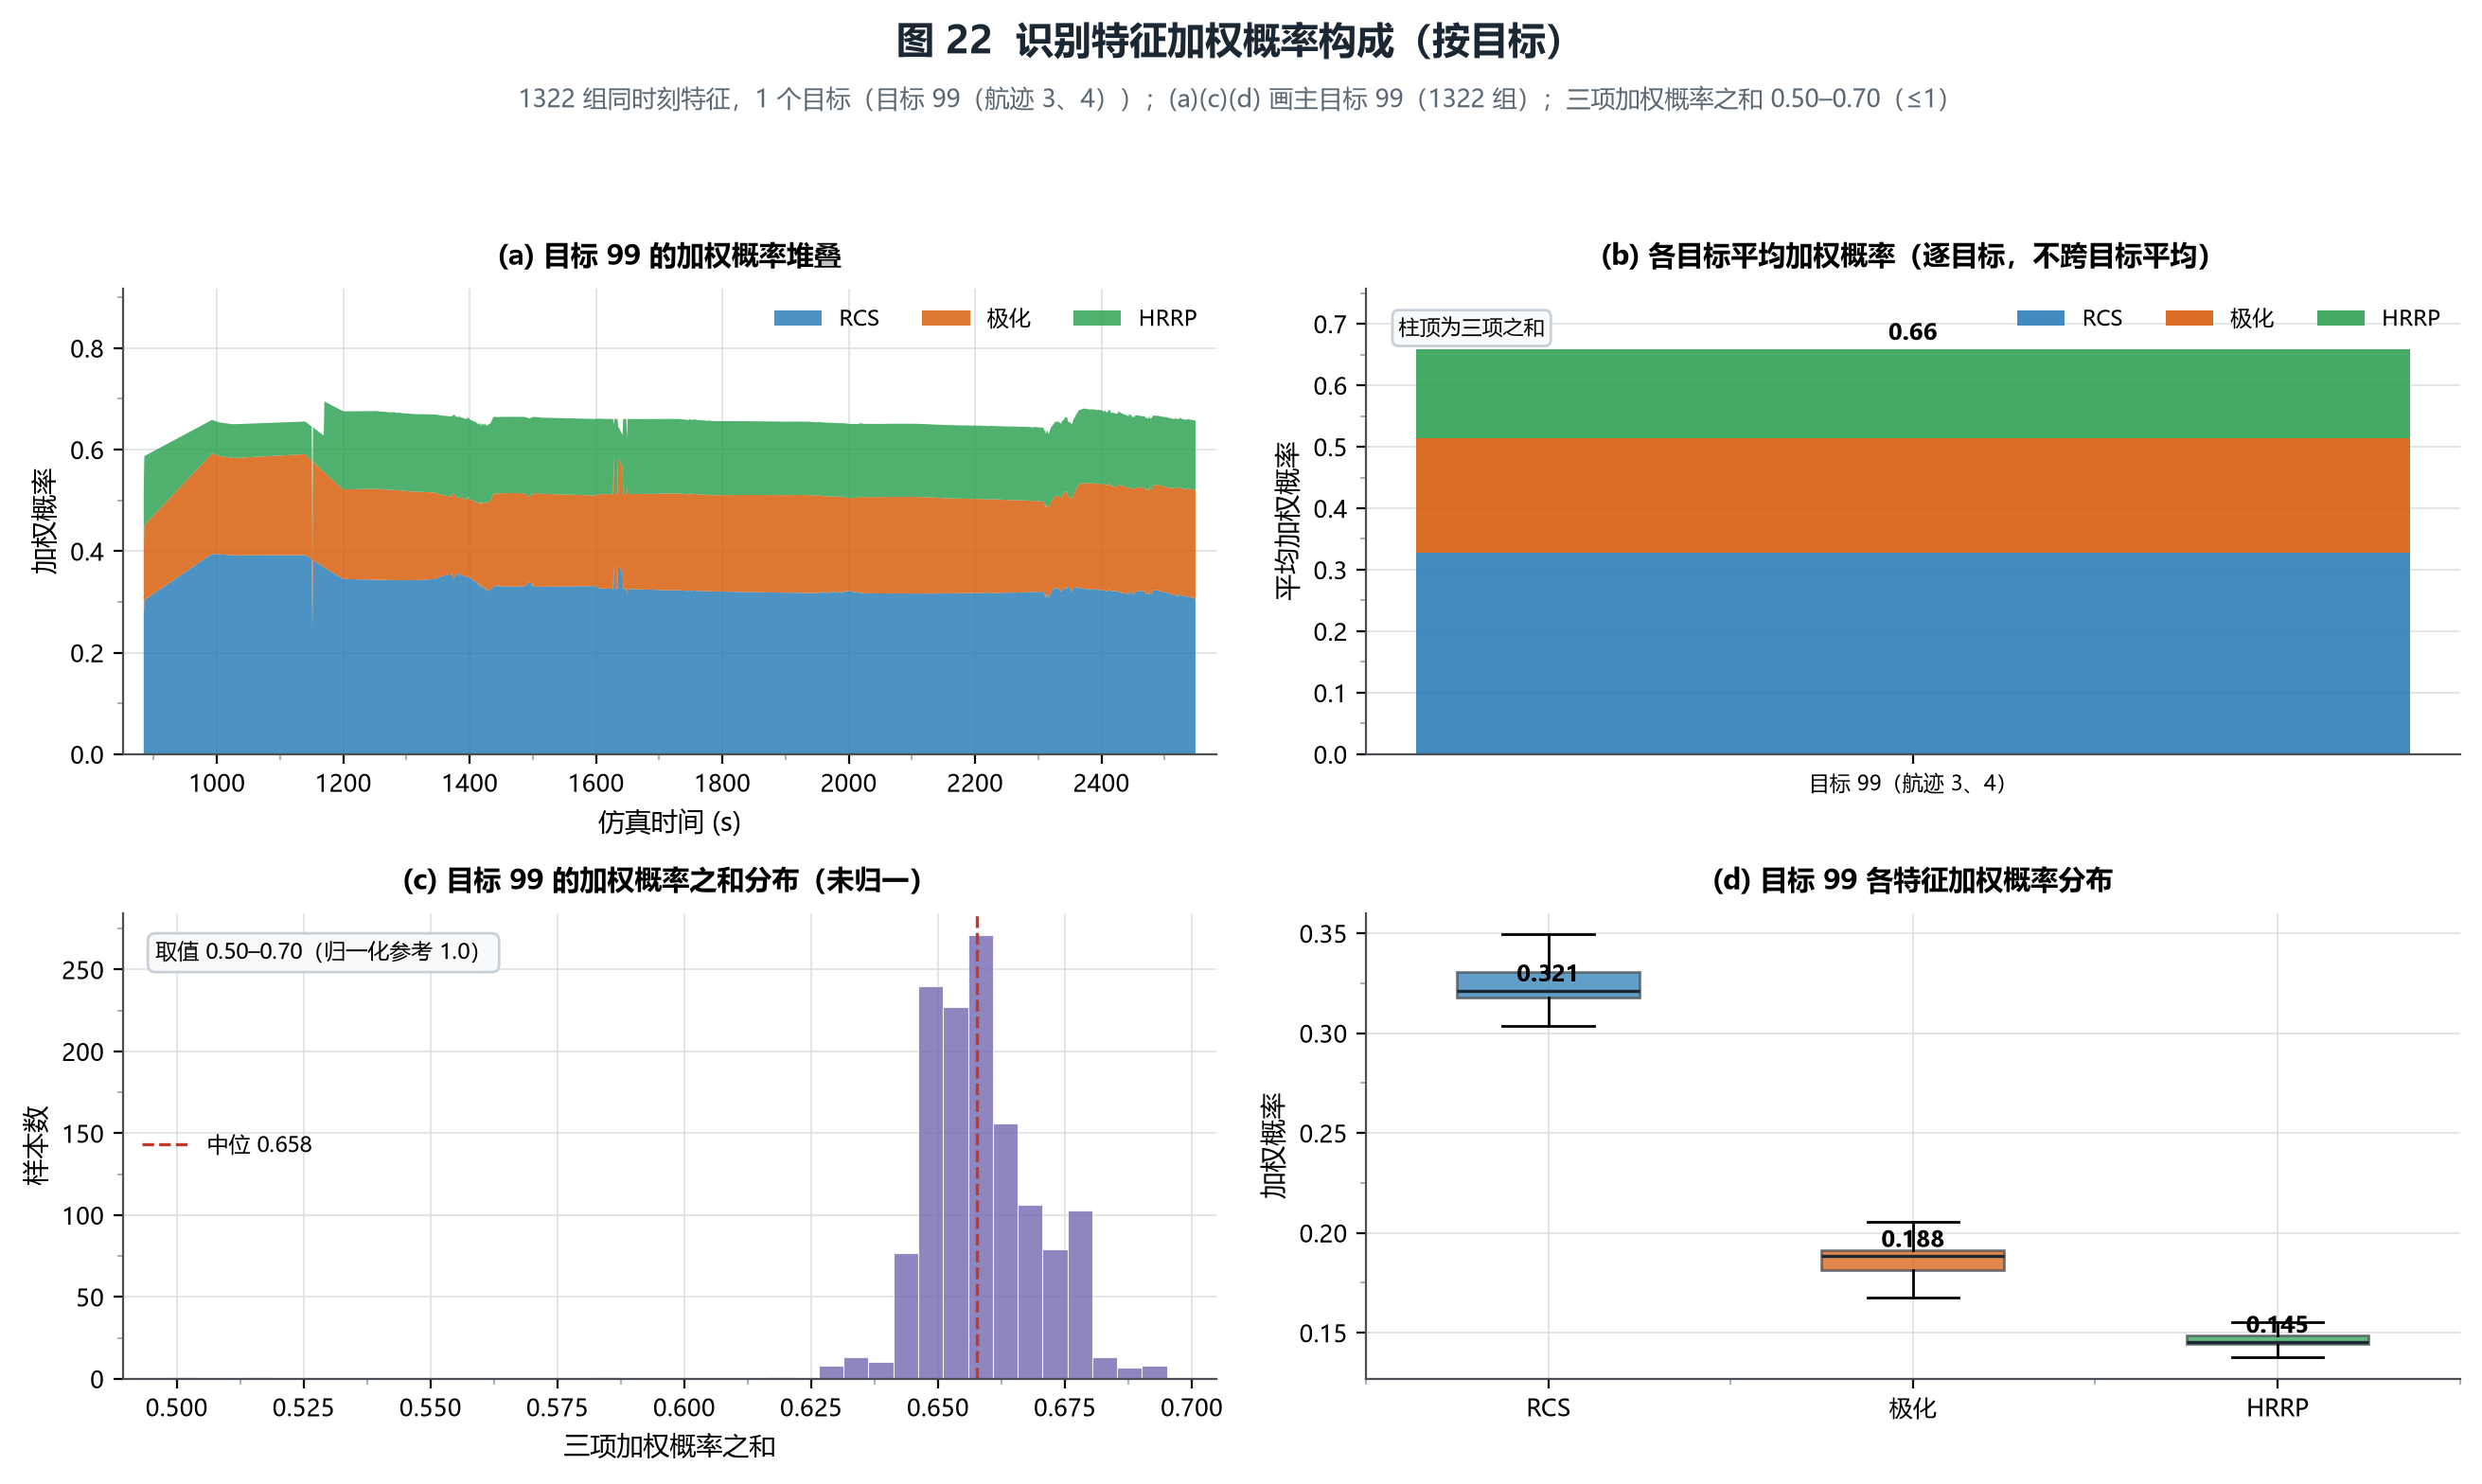 图 22 识别特征加权概率构成（按目标）
1322 组同时刻特征，1 个目标（目标 99（航迹 3、4））；(a)(c)(d) 画主目标 99（1322 组）；三项加权概率之和 0.50–0.70（≤1）
(a) 目标 99 的加权概率堆叠
RCS 极化 HRRP
加权概率
0.8
0.6
0.4
0.2
0.0
1000 1200 1400 1600 1800 2000 2200 2400
仿真时间 (s)
(b) 各目标平均加权概率（逐目标，不跨目标平均）
柱顶为三项之和
0.66
RCS 极化 HRRP
平均加权概率
0.7
0.6
0.5
0.4
0.3
0.2
0.1
0.0
目标 99（航迹 3、4）
(c) 目标 99 的加权概率之和分布（未归一）
取值 0.50–0.70（归一化参考 1.0）
中位 0.658
样本数
250
200
150
100
50
0
0.500 0.525 0.550 0.575 0.600 0.625 0.650 0.675 0.700
三项加权概率之和
(d) 目标 99 各特征加权概率分布
加权概率
0.35
0.30
0.25
0.20
0.15
0.321
0.188
0.145
RCS 极化 HRRP